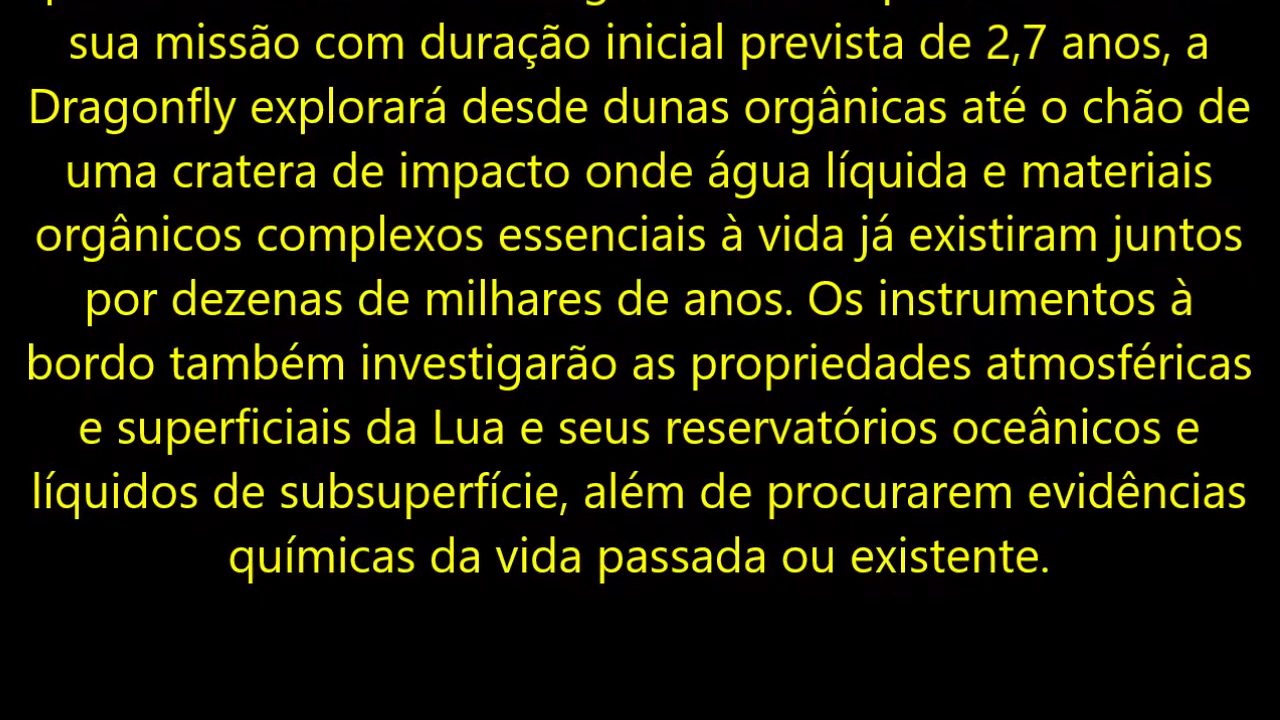 sua missão com duração inicial prevista de 2,7 anos, a
Dragonfly explorará desde dunas orgânicas até o chão de
uma cratera de impacto onde água líquida e materiais
orgânicos complexos essenciais à vida já existiram juntos
por dezenas de milhares de anos. Os instrumentos à
bordo também investigarão as propriedades atmosféricas
e superficiais da Lua e seus reservatórios oceânicos e
líquidos de subsuperfície, além de procurarem evidências
químicas da vida passada ou existente.